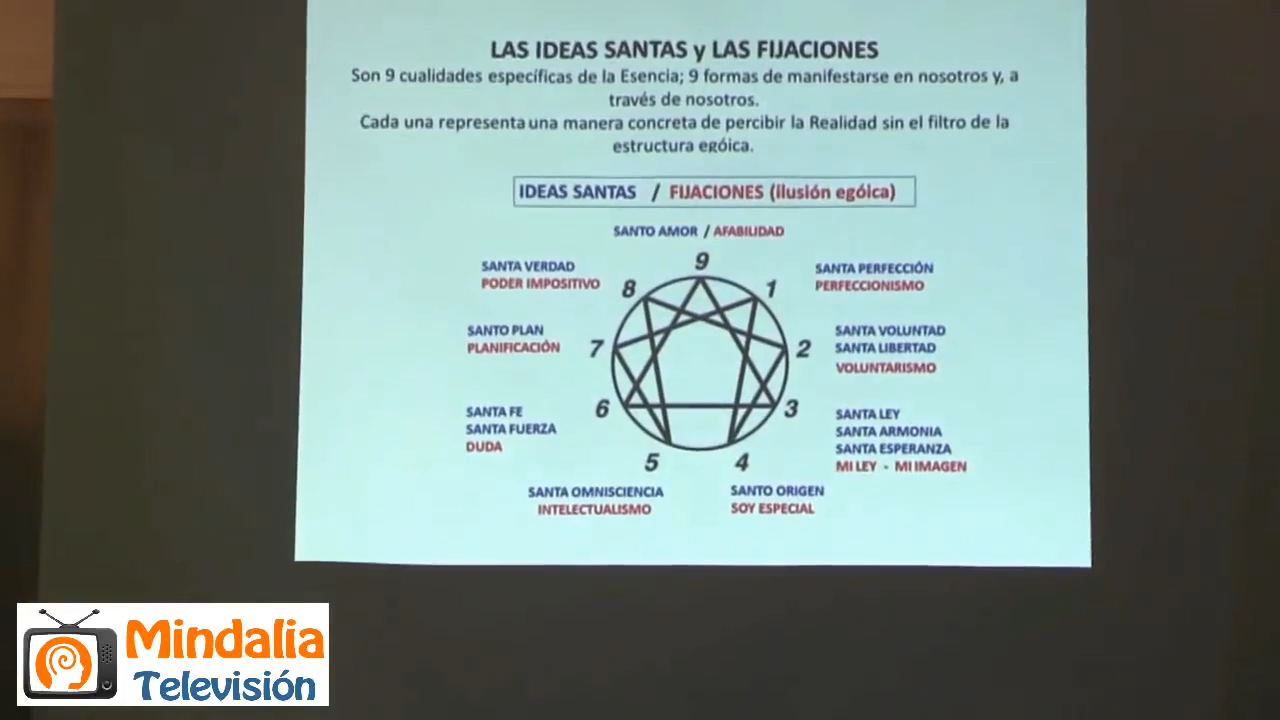 LAS IDEAS SANTAS y LAS FIJACIONES
Son 9 cualidades específicas de la Esencia; 9 formas de manifestarse en nosotros y, a
través de nosotros.
Cada una representa una manera concreta de percibir la Realidad sin el filtro de la
estructura egóica.
IDEAS SANTAS / FIJACIONES (ilusión egóica)
SANTO AMOR / AFABILIDAD
9
SANTA VERDAD
PODER IMPOSITIVO
8
1
SANTA PERFECCIÓN
PERFECCIONISMO
SANTO PLAN
PLANIFICACIÓN
7
2
SANTA VOLUNTAD
SANTA LIBERTAD
VOLUNTARISMO
SANTA FE
SANTA FUERZA
DUDA
6
3
SANTA LEY
SANTA ARMONIA
SANTA ESPERANZA
MI LEY - MI IMAGEN
5
SANTA OMNISCIENCIA
INTELECTUALISMO
4
SANTO ORIGEN
SOY ESPECIAL
Mindalia
Televisión